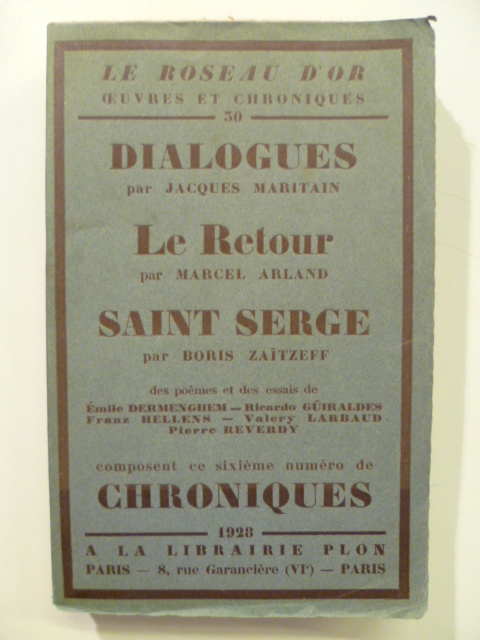 LE ROSEAU D'OR
ŒUVRES ET CHRONIQUES
30
DIALOGUES
par JACQUES MARITAIN
Le Retour
par MARCEL ARLAND
SAINT SERGE
par BORIS ZAÏTZEFF
des poèmes et des essais de
Émile DERMENGHEM — Ricardo GÜIRALDES
Franz HELLENS — Valery LARBAUD
Pierre REVERDY
composent ce sixième numéro de
CHRONIQUES
1928
A LA LIBRAIRIE PLON
PARIS — 8, rue Garancière (VIe) — PARIS